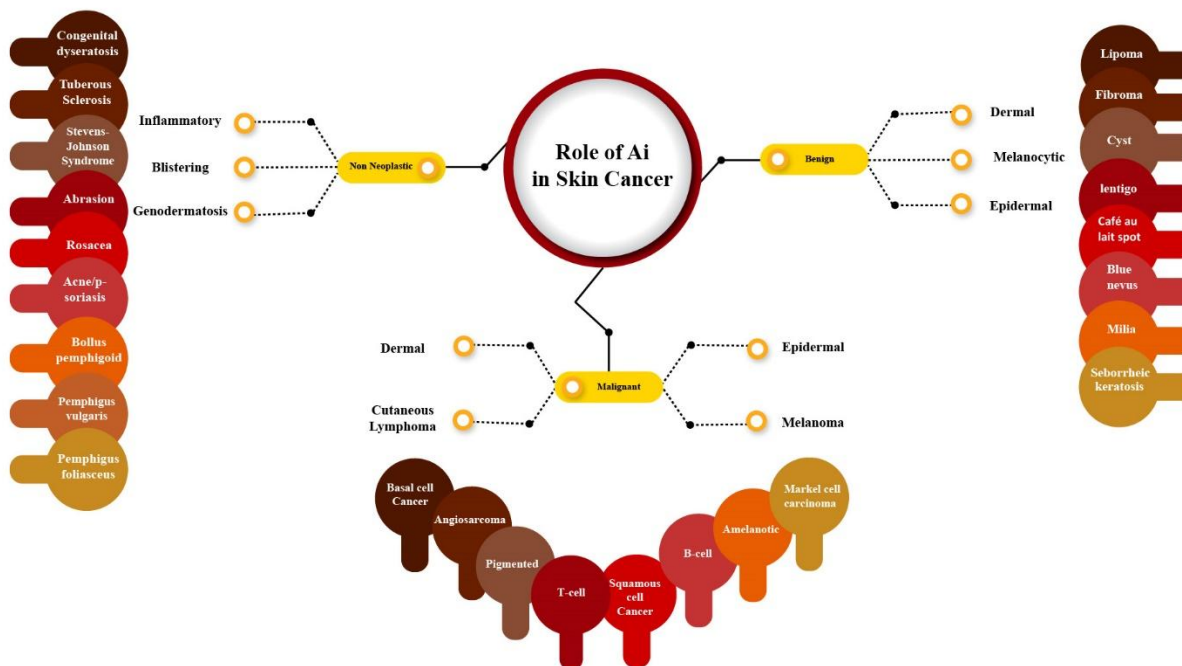 Congenital
dyseratosis
Tuberous
Sclerosis
Stevens-
Johnson
Syndrome
Abrasion
Rosacea
Acne/p-
soriasis
Bollus
pemphigoid
Pemphigus
vulgaris
Pemphigus
foliasceus
Inflammatory
Blistering
Genodermatosis
Non Neoplastic
Role of Ai
in Skin Cancer
Benign
Dermal
Melanocytic
Epidermal
Lipoma
Fibroma
Cyst
lentigo
Café au
lait spot
Blue
nevus
Milia
Seborrheic
keratosis
Dermal
Cutaneous
Lymphoma
Malignant
Epidermal
Melanoma
Basal cell
Cancer
Angiosarcoma
Pigmented
T-cell
Squamous
cell
Cancer
B-cell
Amelanotic
Markel cell
carcinoma